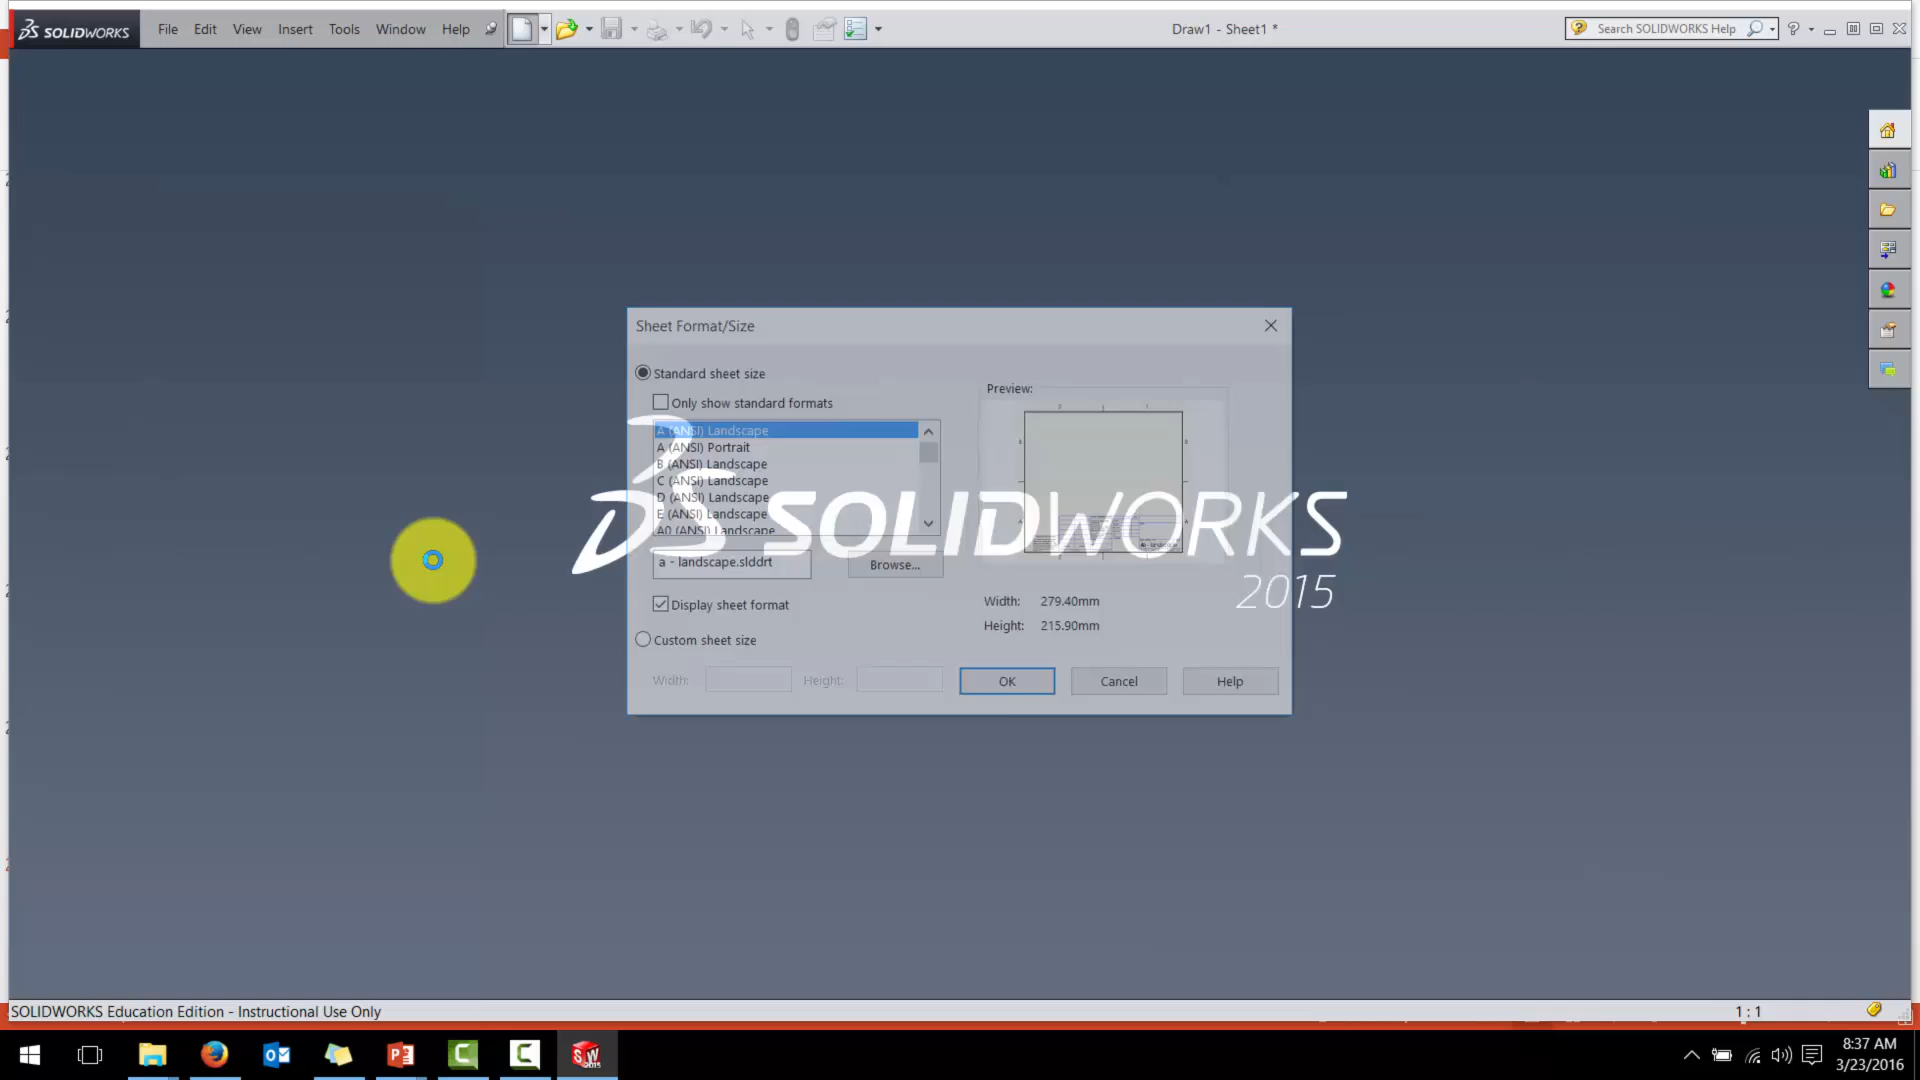 SOLIDWORKS File Edit View Insert Tools Window Help Draw1 - Sheet1 * Search SOLIDWORKS Help
Sheet Format/Size
Standard sheet size
Only show standard formats
Preview:
A (ANSI) Landscape
A (ANSI) Portrait
B (ANSI) Landscape
C (ANSI) Landscape
D (ANSI) Landscape
E (ANSI) Landscape
A0 (ANSI) Landscape
SOLIDWORKS
2015
a - landscape.slddrt
Browse...
Display sheet format
Width: 279.40mm
Height: 215.90mm
Custom sheet size
Width: Height: OK Cancel Help
SOLIDWORKS Education Edition - Instructional Use Only 1 : 1
8:37 AM
3/23/2016